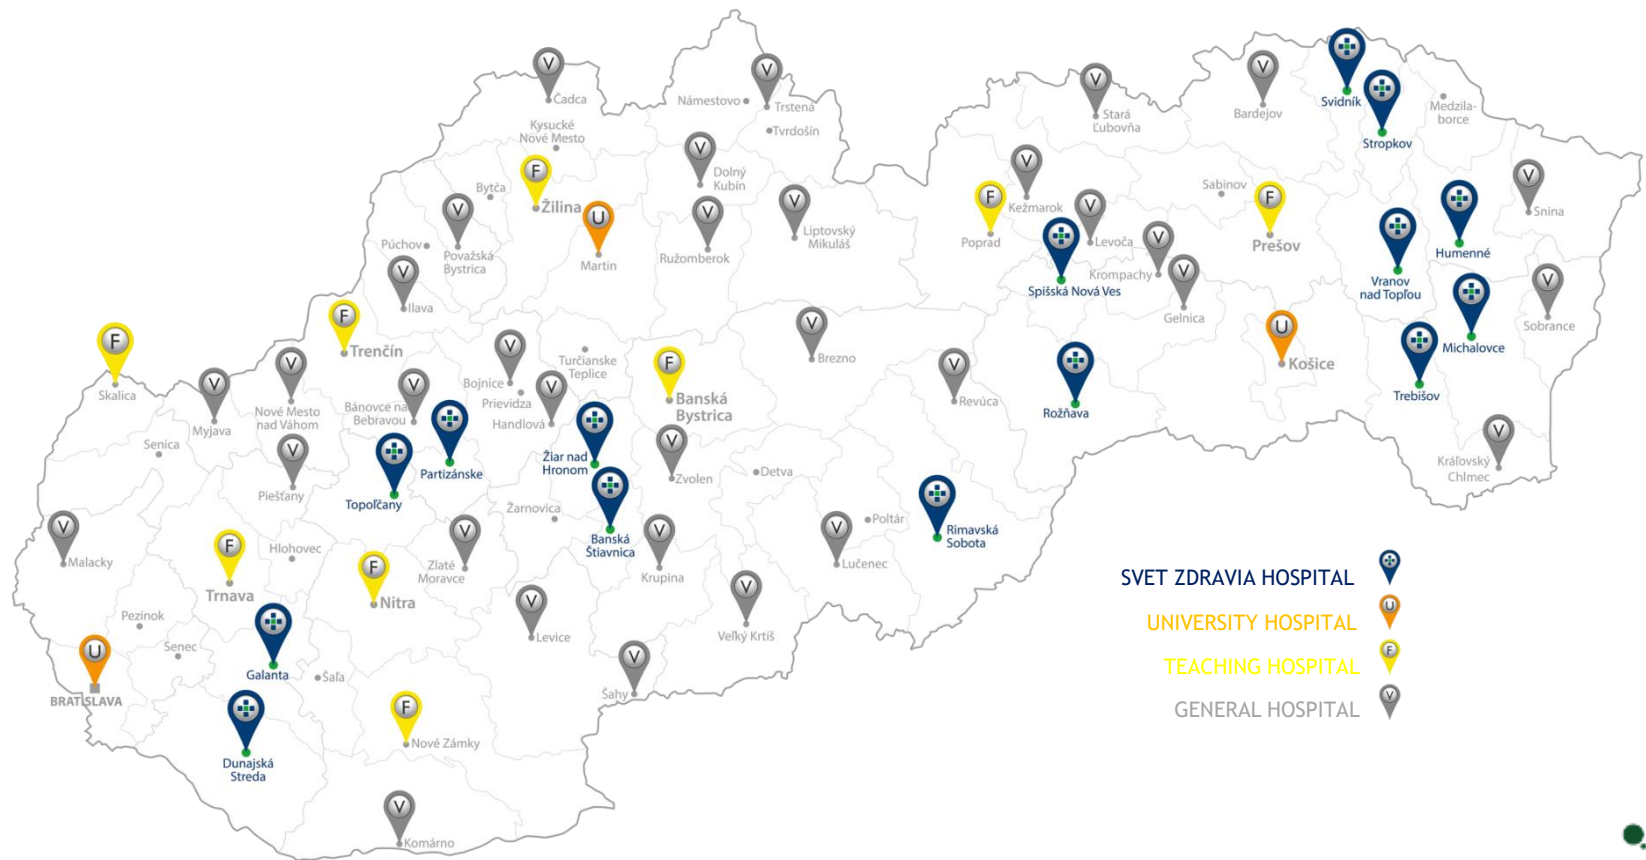 V
Čadca
V
Trstená
Námestovo
Tvrdošín
Kysucké
Nové Mesto
V
Dolný
Kubín
F
Žilina
Bytča
V
Považská
Bystrica
Púchov
U
Martin
V
Ružomberok
V
Liptovský
Mikuláš
V
Stará
Ľubovňa
V
Bardejov
Svidník
Stropkov
Medzila-
borce
V
Snina
V
Kežmarok
F
Poprad
V
Levoča
Sabinov
F
Prešov
Spišská Nová Ves
V
Krompachy
V
Gelnica
Vranov
nad Topľou
Humenné
Michalovce
V
Sobrance
Trebišov
U
Košice
V
Kráľovský
Chlmec
Rožňava
V
Revúca
V
Brezno
V
Ilava
F
Trenčín
F
Skalica
V
Myjava
V
Nové Mesto
nad Váhom
V
Bánovce nad
Bebravou
V
Bojnice
Prievidza
V
Handlová
Turčianske
Teplice
F
Banská
Bystrica
Senica
V
Piešťany
Topoľčany
Partizánske
Žiar nad
Hronom
V
Zvolen
Detva
Žarnovica
Banská
Štiavnica
V
Krupina
Rimavská
Sobota
Poltár
V
Lučenec
V
Malacky
F
Trnava
Hlohovec
F
Nitra
V
Zlaté
Moravce
V
Levice
V
Veľký Krtíš
V
Šahy
Pezinok
Senec
U
BRATISLAVA
Galanta
Šaľa
Dunajská
Streda
F
Nové Zámky
V
Komárno
SVET ZDRAVIA HOSPITAL
UNIVERSITY HOSPITAL
U
TEACHING HOSPITAL
F
GENERAL HOSPITAL
V